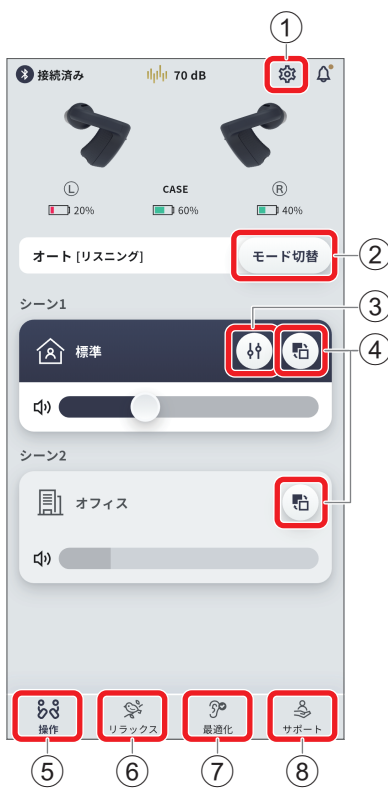 ①
接続済み 70 dB
Ⓛ CASE Ⓡ
20% 60% 40%
オート [リスニング] モード切替 ②
シーン1
③
標準 ④
シーン2
オフィス
操作 リラックス 最適化 サポート
⑤ ⑥ ⑦ ⑧